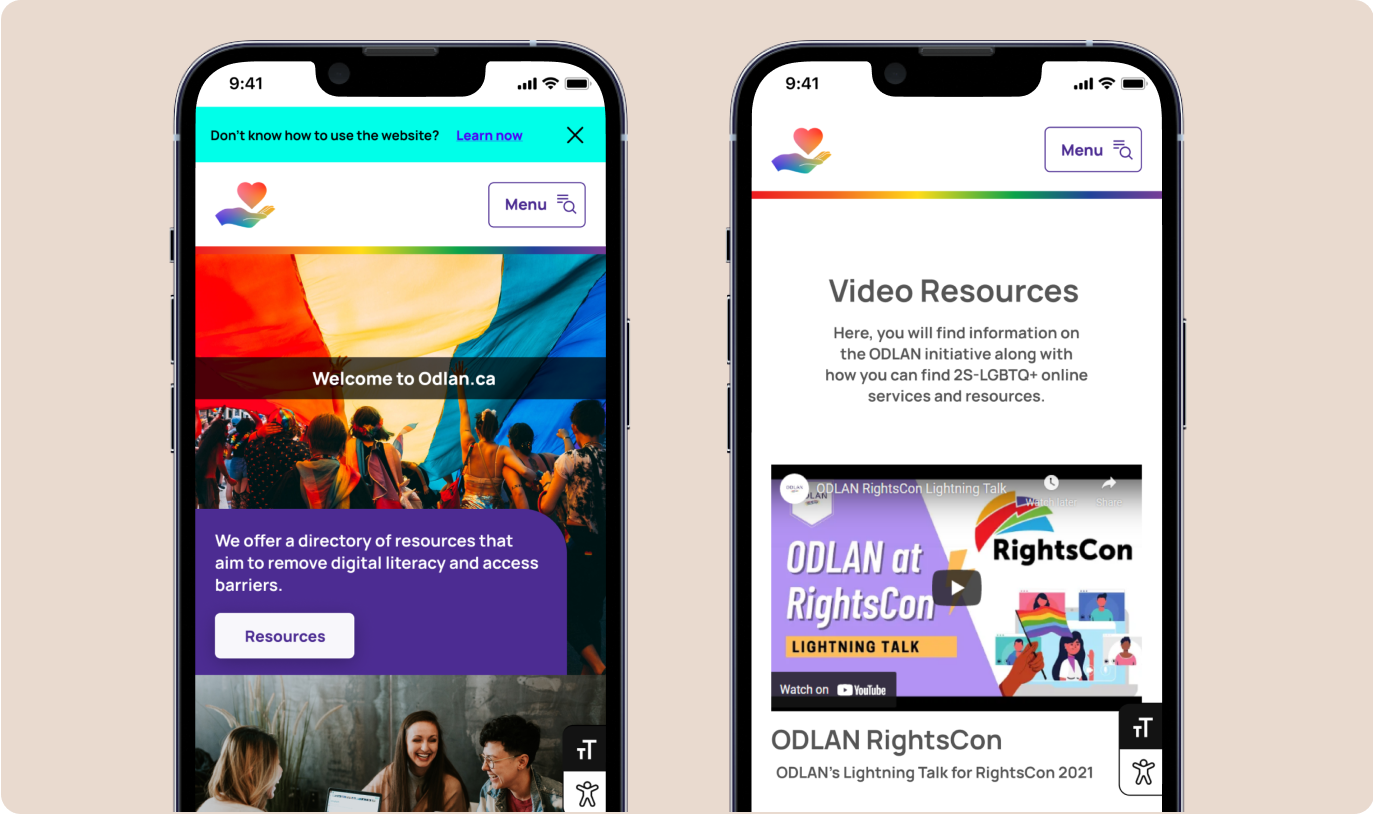 9:41
Don't know how to use the website? Learn now
Menu
Welcome to Odlan.ca
We offer a directory of resources that
aim to remove digital literacy and access
barriers.
Resources
TT
9:41
Menu
Video Resources
Here, you will find information on
the ODLAN initiative along with
how you can find 2S-LGBTQ+ online
services and resources.
ODLAN RightsCon Lightning Talk
Watch later
Share
ODLAN at
RightsCon
LIGHTNING TALK
RightsCon
Watch on YouTube
ODLAN RightsCon
ODLAN's Lightning Talk for RightsCon 2021
TT